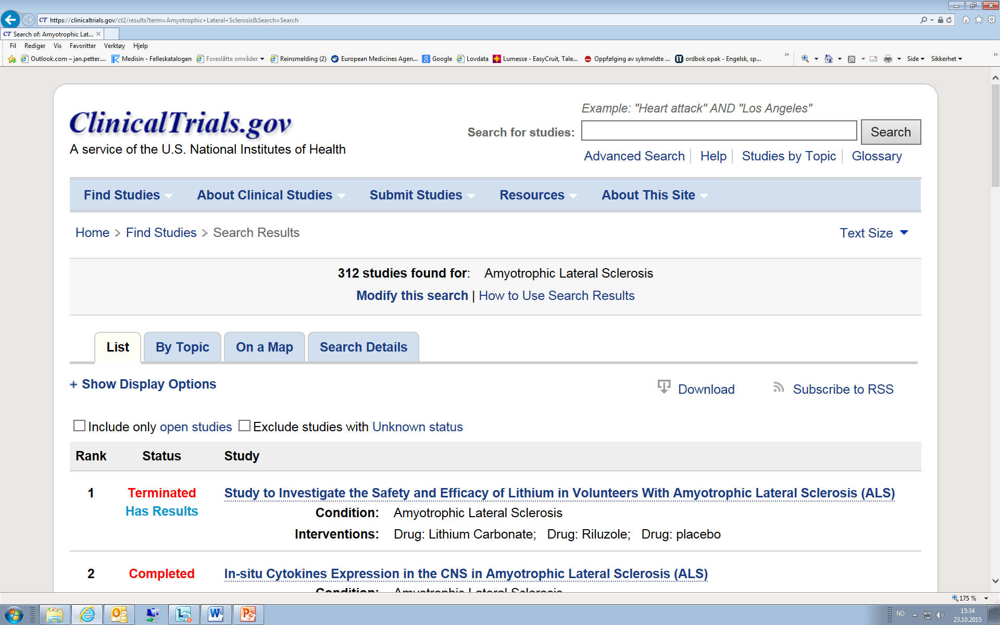 CT https://clinicaltrials.gov/ct2/results?term=Amyotrophic+Lateral+Sclerosis&Search=Search
CT Search of: Amyotrophic Lat...
Fil Rediger Vis Favoritter Verktøy Hjelp
Outlook.com – jan.petter.... Medisin - Felleskatalogen Foreslåtte områder Reinsmelding (2) European Medicines Agen... Google Lovdata Lumesse - EasyCruit, Tale... Oppfølging av sykmeldte ... ordbok opak - Engelsk, sp... Side Sikkerhet
Example: "Heart attack" AND "Los Angeles"
ClinicalTrials.gov
Search for studies: Search
A service of the U.S. National Institutes of Health
Advanced Search Help Studies by Topic Glossary
Find Studies About Clinical Studies Submit Studies Resources About This Site
Home > Find Studies > Search Results
Text Size
312 studies found for: Amyotrophic Lateral Sclerosis
Modify this search | How to Use Search Results
List By Topic On a Map Search Details
+ Show Display Options
Download Subscribe to RSS
Include only open studies Exclude studies with Unknown status
Rank Status Study
1 Terminated Study to Investigate the Safety and Efficacy of Lithium in Volunteers With Amyotrophic Lateral Sclerosis (ALS)
Has Results
Condition: Amyotrophic Lateral Sclerosis
Interventions: Drug: Lithium Carbonate; Drug: Riluzole; Drug: placebo
2 Completed In-situ Cytokines Expression in the CNS in Amyotrophic Lateral Sclerosis (ALS)
Condition: Amyotrophic Lateral Sclerosis
175 %
NO
15:34
23.10.2015